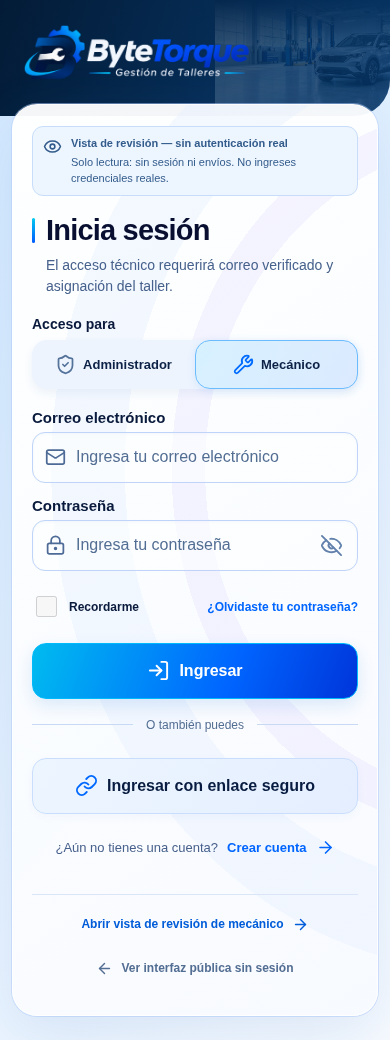 ByteTorque
Gestión de Talleres
Vista de revisión — sin autenticación real
Solo lectura: sin sesión ni envíos. No ingreses
credenciales reales.
Inicia sesión
El acceso técnico requerirá correo verificado y
asignación del taller.
Acceso para
Administrador
Mecánico
Correo electrónico
Ingresa tu correo electrónico
Contraseña
Ingresa tu contraseña
Recordarme
¿Olvidaste tu contraseña?
Ingresar
O también puedes
Ingresar con enlace seguro
¿Aún no tienes una cuenta? Crear cuenta
Abrir vista de revisión de mecánico
Ver interfaz pública sin sesión